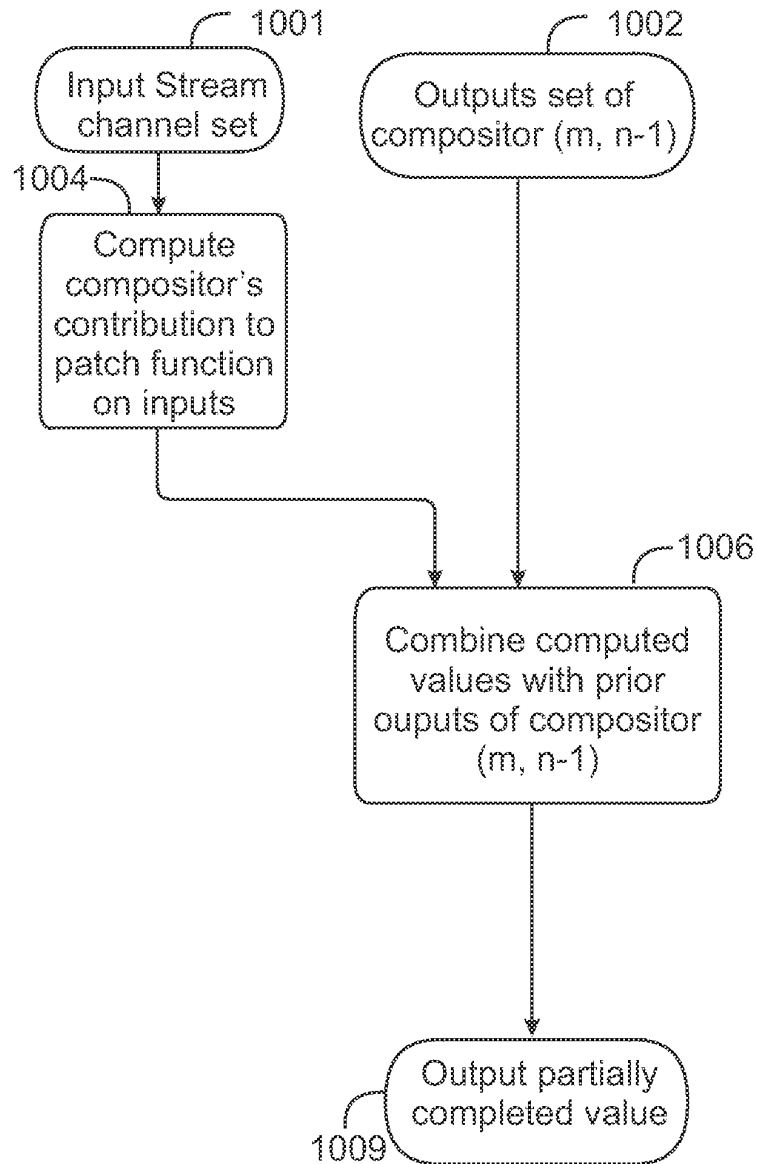 1001
Input Stream
channel set
1002
Outputs set of
compositor (m, n-1)
1004
Compute
compositor's
contribution to
patch function
on inputs
1006
Combine computed
values with prior
ouputs of compositor
(m, n-1)
Output partially
completed value
1009